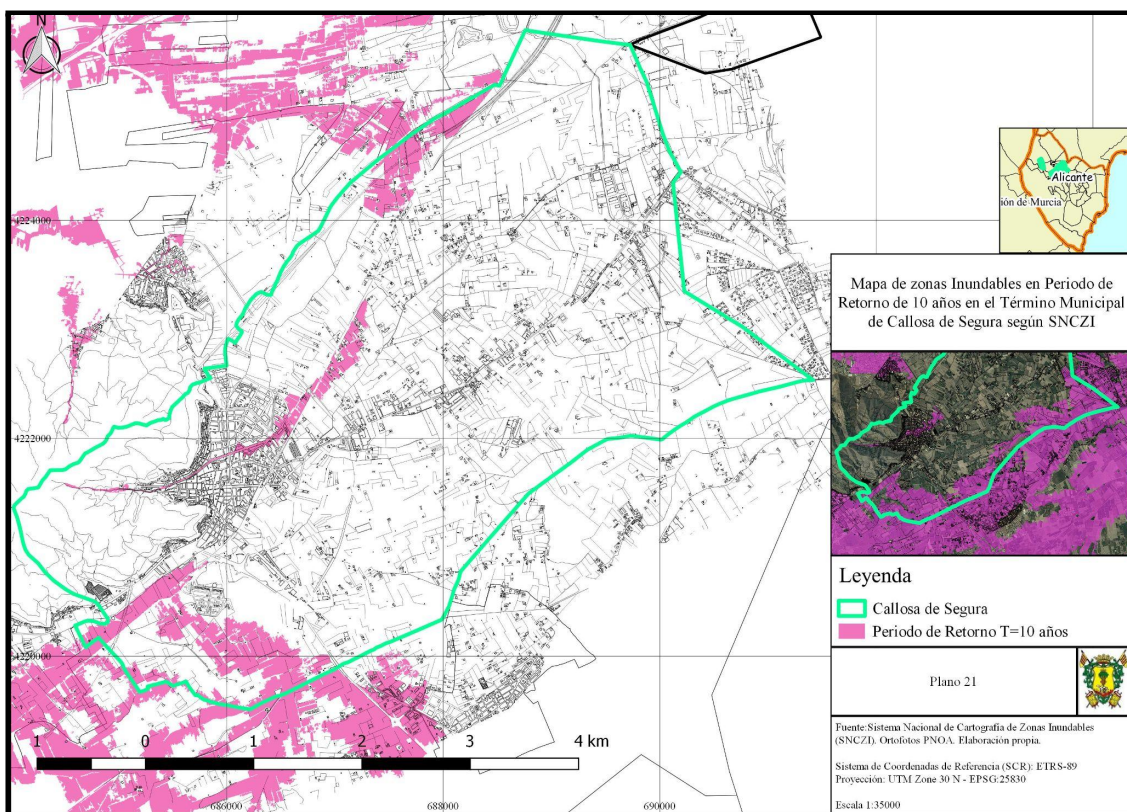 N
4224000
4222000
4220000
686000
688000
690000
1 0 1 2 3 4 km
Alicante
ión de Murcia
Mapa de zonas Inundables en Periodo de
Retorno de 10 años en el Término Municipal
de Callosa de Segura según SNCZI
Leyenda
Callosa de Segura
Periodo de Retorno T=10 años
Plano 21
Fuente:Sistema Nacional de Cartografía de Zonas Inundables
(SNCZI). Ortofotos PNOA. Elaboración propia.
Sistema de Coordenadas de Referencia (SCR): ETRS-89
Proyección: UTM Zone 30 N - EPSG:25830
Escala 1:35000